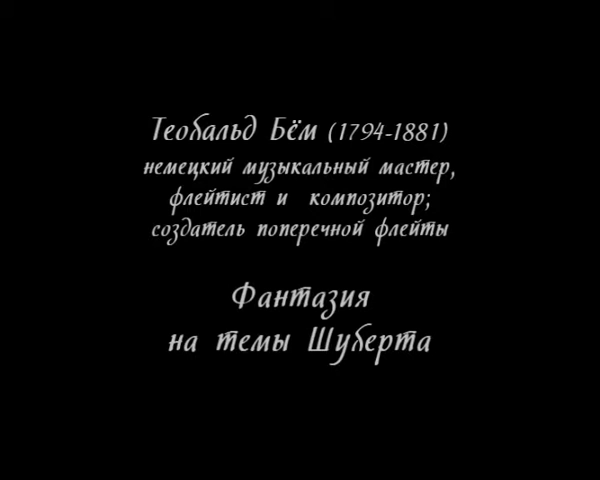 Теобальд Бём (1794-1881)
немецкий музыкальный мастер,
флейтист и композитор;
создатель поперечной флейты
Фантазия
на темы Шуберта